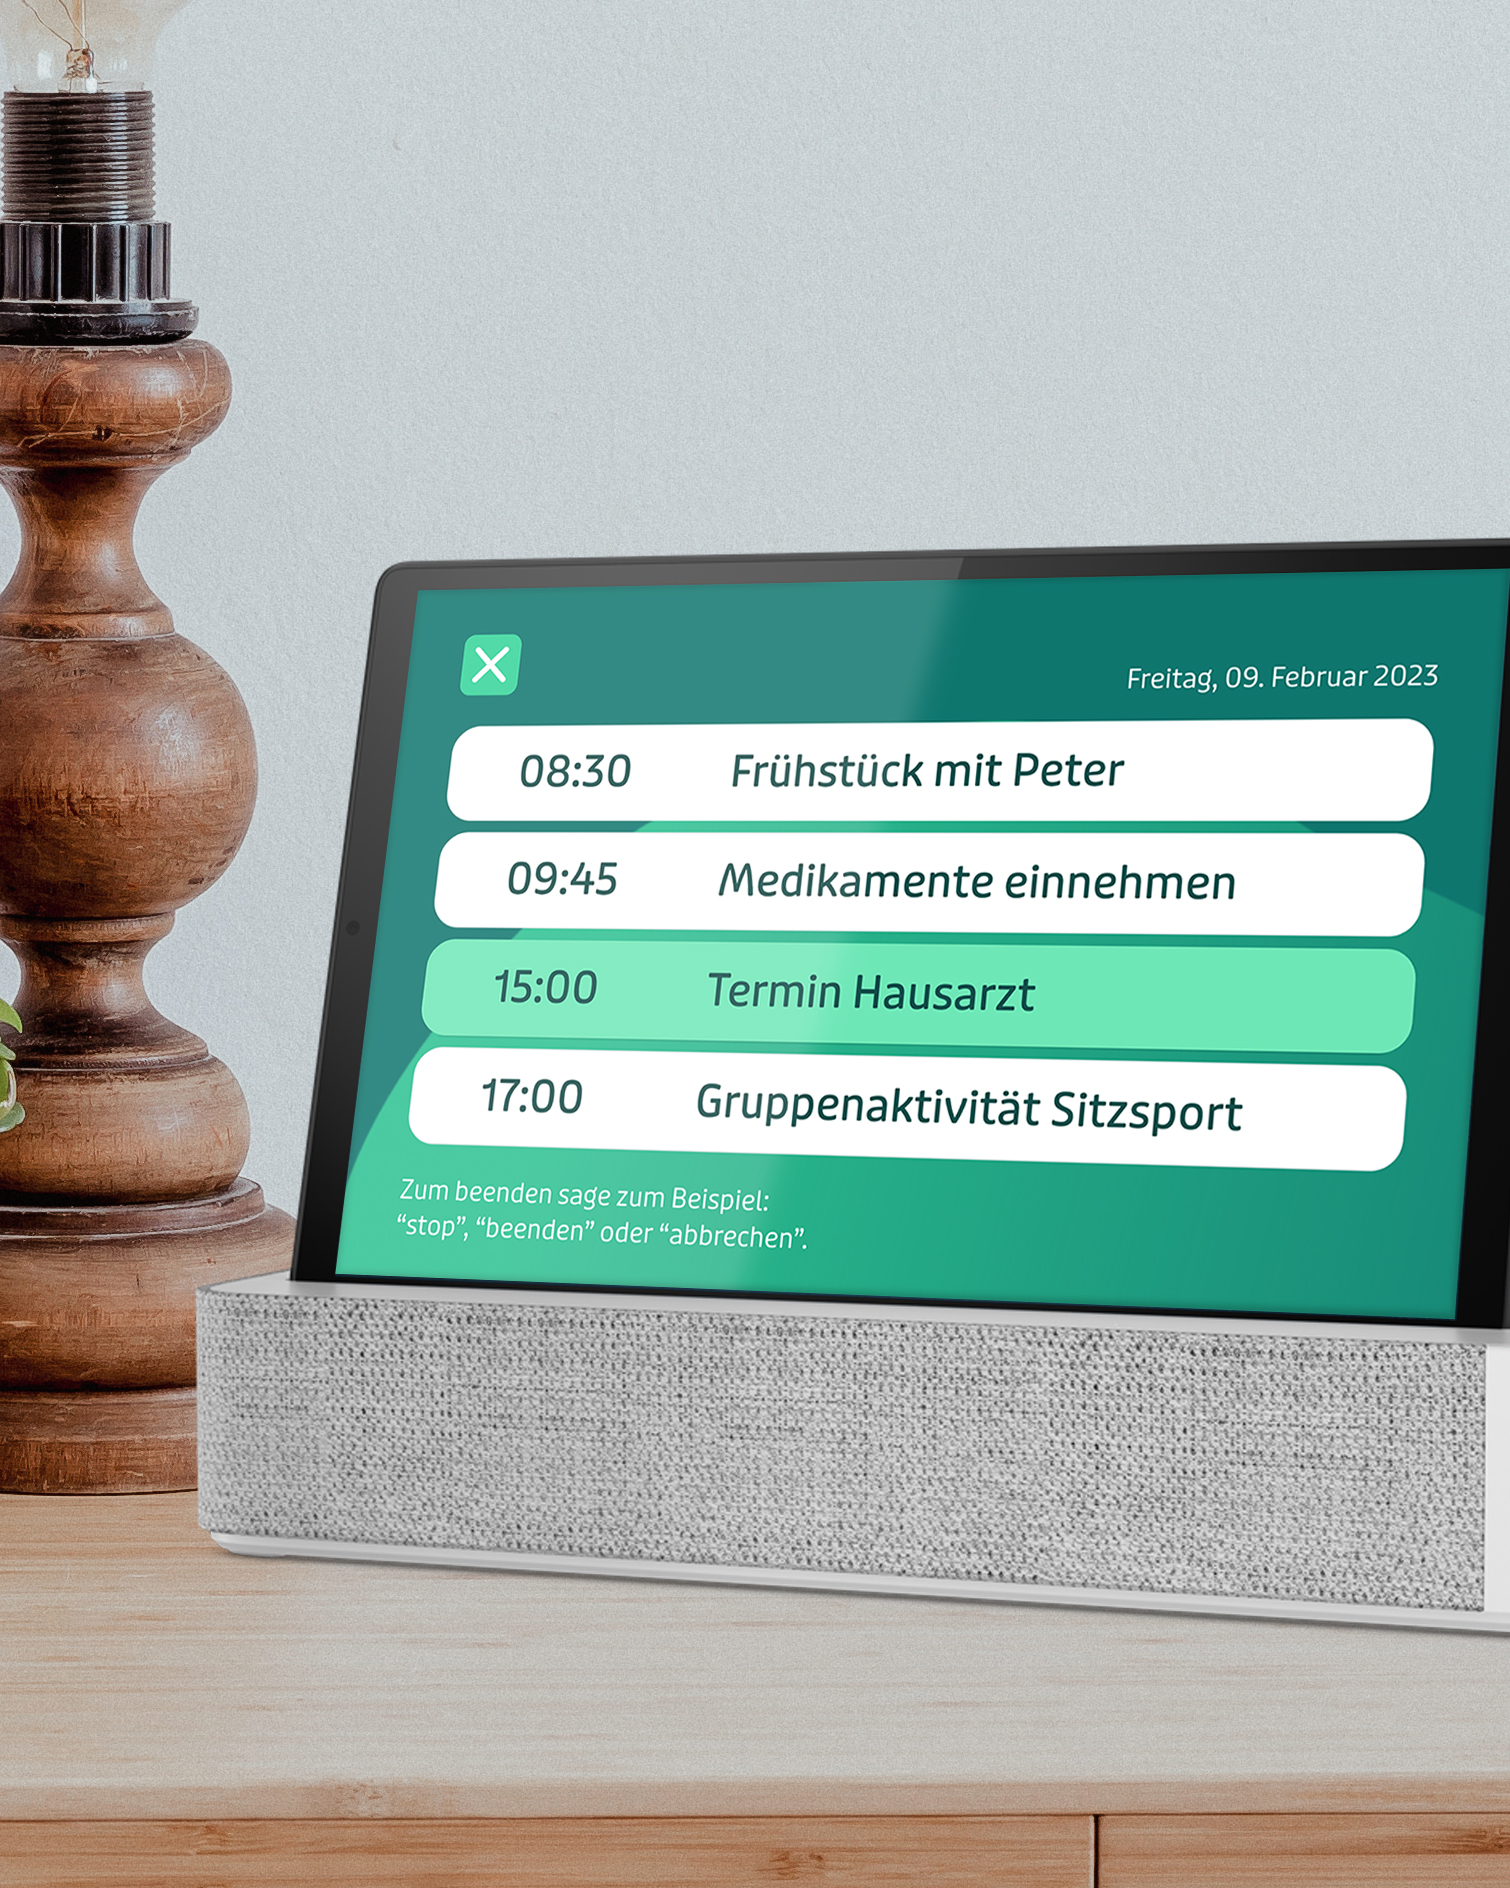 Freitag, 09. Februar 2023
08:30 Frühstück mit Peter
09:45 Medikamente einnehmen
15:00 Termin Hausarzt
17:00 Gruppenaktivität Sitzsport
Zum beenden sage zum Beispiel:
“stop”, “beenden” oder “abbrechen”.